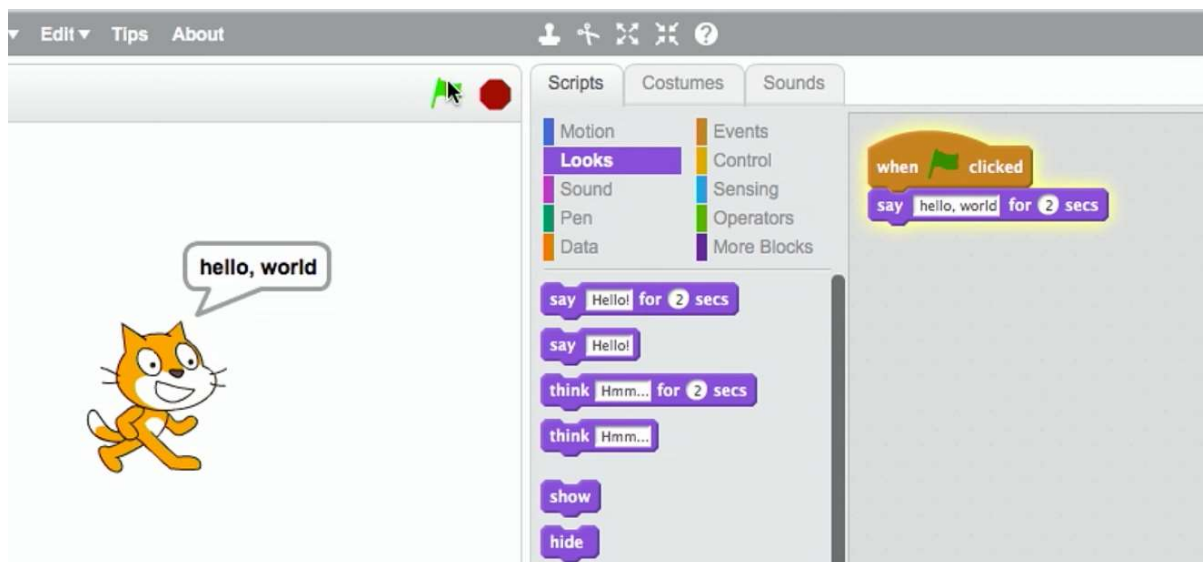 Edit Tips About
Scripts Costumes Sounds
Motion Events
Looks Control
Sound Sensing
Pen Operators
Data More Blocks
say Hello! for 2 secs
say Hello!
think Hmm... for 2 secs
think Hmm...
show
hide
when clicked
say hello, world for 2 secs
hello, world